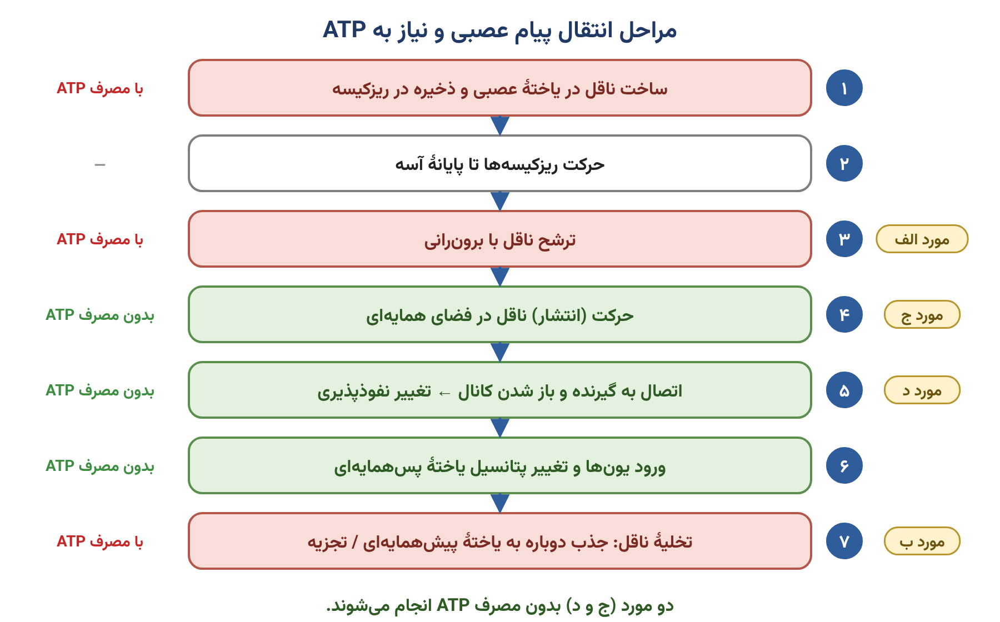 مراحل انتقال پیام عصبی و نیاز به ATP
۱
ساخت ناقل در یاختهٔ عصبی و ذخیره در ریزکیسه
با مصرف ATP
۲
حرکت ریزکیسه‌ها تا پایانهٔ آسه
–
مورد الف
۳
ترشح ناقل با برون‌رانی
با مصرف ATP
مورد ج
۴
حرکت (انتشار) ناقل در فضای همایه‌ای
بدون مصرف ATP
مورد د
۵
اتصال به گیرنده و باز شدن کانال ← تغییر نفوذپذیری
بدون مصرف ATP
۶
ورود یون‌ها و تغییر پتانسیل یاختهٔ پس‌همایه‌ای
بدون مصرف ATP
مورد ب
۷
تخلیهٔ ناقل: جذب دوباره به یاختهٔ پیش‌همایه‌ای / تجزیه
با مصرف ATP
دو مورد (ج و د) بدون مصرف ATP انجام می‌شوند.